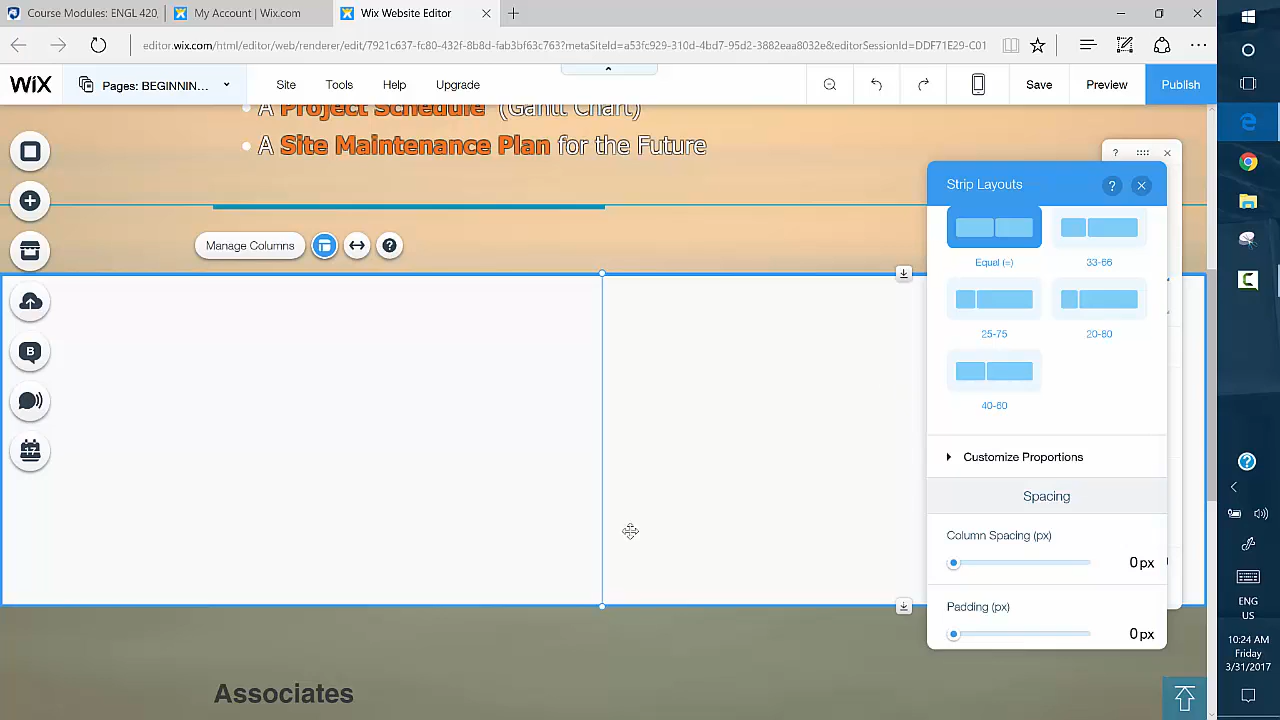 Course Modules: ENGL 420,
My Account | Wix.com
Wix Website Editor
editor.wix.com/html/editor/web/renderer/edit/7921c637-fc80-432f-8b8d-fab3bf63c763?metaSiteId=a53fc929-310d-4bd7-95d2-3882eaa8032e&editorSessionId=DDF71E29-C01
WiX
Pages: BEGINNIN...
Site
Tools
Help
Upgrade
Save
Preview
Publish
• A Project Schedule (Gantt Chart)
• A Site Maintenance Plan for the Future
Manage Columns
?
?
Strip Layouts
?
Equal (=)
33-66
25-75
20-80
40-60
Customize Proportions
Spacing
Column Spacing (px)
0px
Padding (px)
0px
B
17
Associates
ENG
US
10:24 AM
Friday
3/31/2017